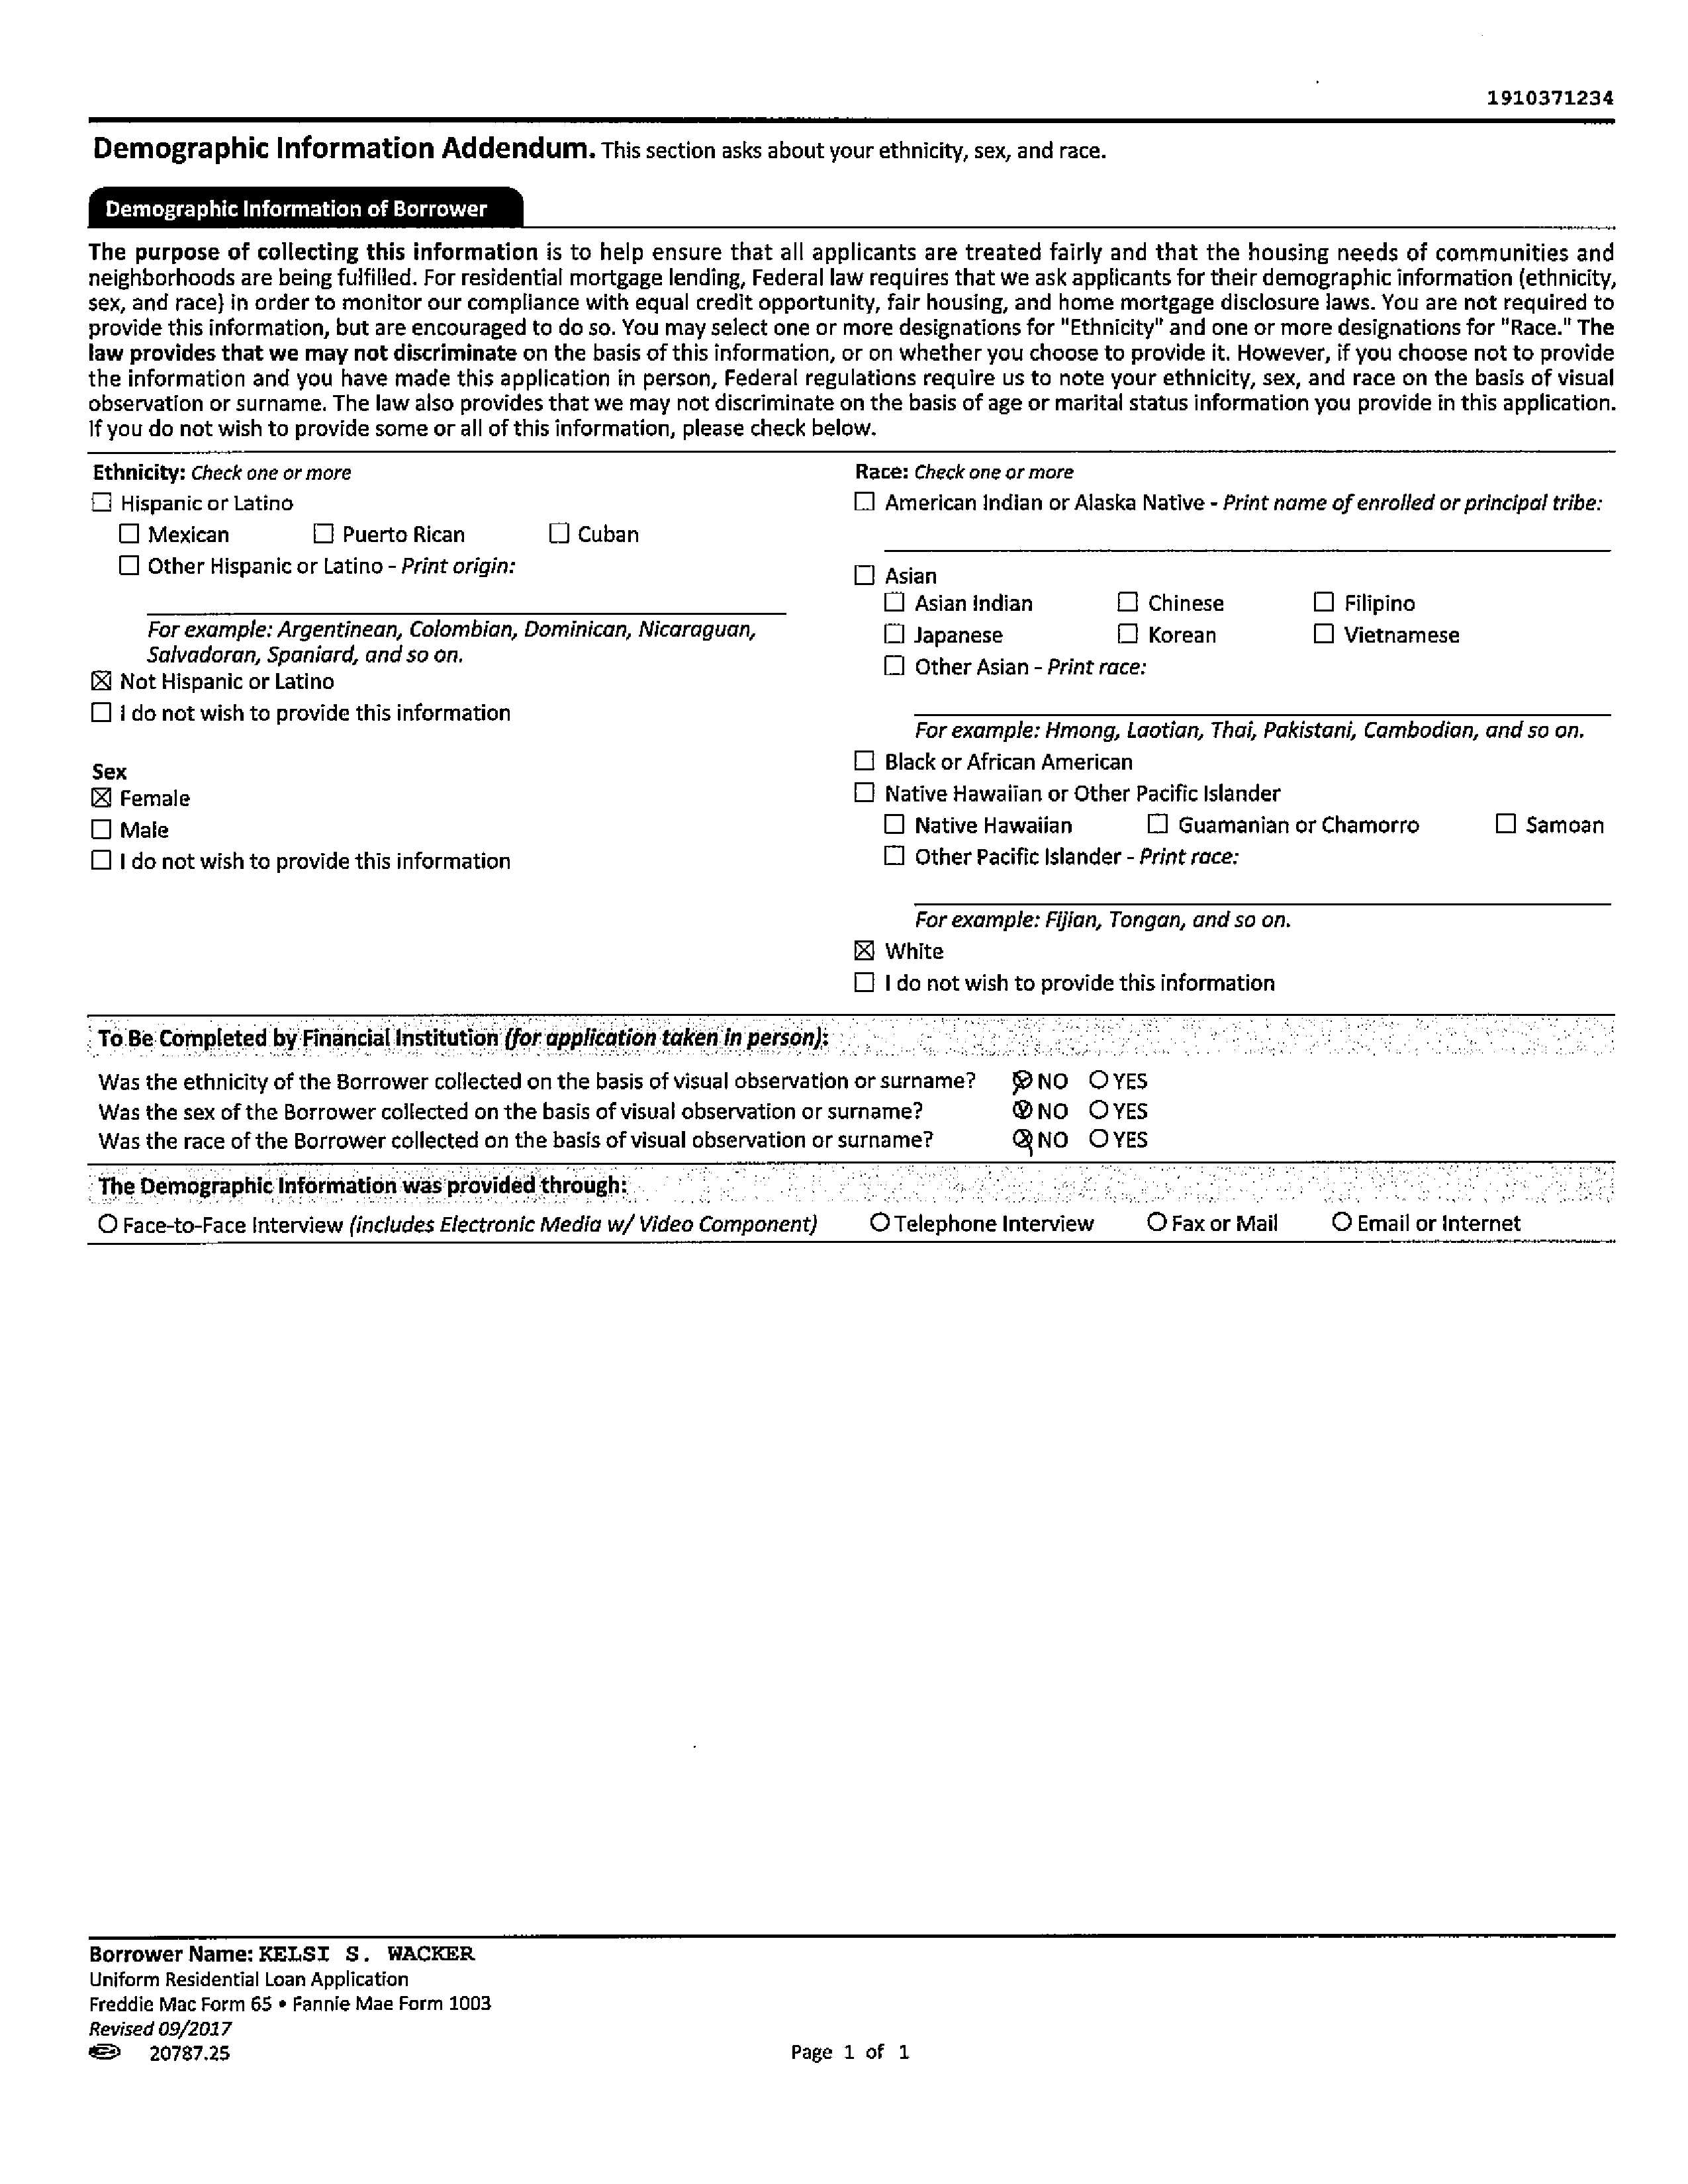 1910371234
Demographic Information Addendum. This section asks about your ethnicity, sex, and race.
Demographic Information of Borrower
The purpose of collecting this information is to help ensure that all applicants are treated fairly and that the housing needs of communities and
neighborhoods are being fulfilled. For residential mortgage lending, Federal law requires that we ask applicants for their demographic information (ethnicity,
sex, and race) in order to monitor our compliance with equal credit opportunity, fair housing, and home mortgage disclosure laws. You are not required to
provide this information, but are encouraged to do so. You may select one or more designations for "Ethnicity" and one or more designations for "Race." The
law provides that we may not discriminate on the basis of this information, or on whether you choose to provide it. However, if you choose not to provide
the information and you have made this application in person, Federal regulations require us to note your ethnicity, sex, and race on the basis of visual
observation or surname. The law also provides that we may not discriminate on the basis of age or marital status information you provide in this application.
If you do not wish to provide some or all of this information, please check below.
Ethnicity: Check one or more
☐ Hispanic or Latino
☐ Mexican ☐ Puerto Rican ☐ Cuban
☐ Other Hispanic or Latino - Print origin:
For example: Argentinean, Colombian, Dominican, Nicaraguan,
Salvadoran, Spaniard, and so on.
☒ Not Hispanic or Latino
☐ I do not wish to provide this information
Sex
☒ Female
☐ Male
☐ I do not wish to provide this information
Race: Check one or more
☐ American Indian or Alaska Native - Print name of enrolled or principal tribe:
☐ Asian
☐ Asian Indian ☐ Chinese ☐ Filipino
☐ Japanese ☐ Korean ☐ Vietnamese
☐ Other Asian - Print race:
For example: Hmong, Laotian, Thai, Pakistani, Cambodian, and so on.
☐ Black or African American
☐ Native Hawaiian or Other Pacific Islander
☐ Native Hawaiian ☐ Guamanian or Chamorro ☐ Samoan
☐ Other Pacific Islander - Print race:
For example: Fijian, Tongan, and so on.
☒ White
☐ I do not wish to provide this information
To Be Completed by Financial Institution (for application taken in person):
Was the ethnicity of the Borrower collected on the basis of visual observation or surname? ⊗ NO ○ YES
Was the sex of the Borrower collected on the basis of visual observation or surname? ⊗ NO ○ YES
Was the race of the Borrower collected on the basis of visual observation or surname? ⊗ NO ○ YES
The Demographic Information was provided through:
○ Face-to-Face Interview (includes Electronic Media w/ Video Component) ○ Telephone Interview ○ Fax or Mail ○ Email or Internet
Borrower Name: KELSI S. WACKER
Uniform Residential Loan Application
Freddie Mac Form 65 • Fannie Mae Form 1003
Revised 09/2017
20787.25
Page 1 of 1